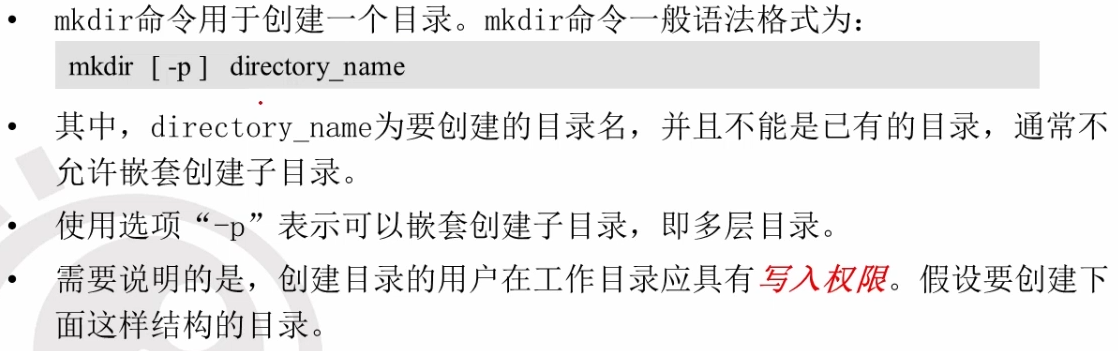 • mkdir命令用于创建一个目录。mkdir命令一般语法格式为：
mkdir [ -p ] directory_name
• 其中，directory_name为要创建的目录名，并且不能是已有的目录，通常不
允许嵌套创建子目录。
• 使用选项“-p”表示可以嵌套创建子目录，即多层目录。
• 需要说明的是，创建目录的用户在工作目录应具有写入权限。假设要创建下
面这样结构的目录。